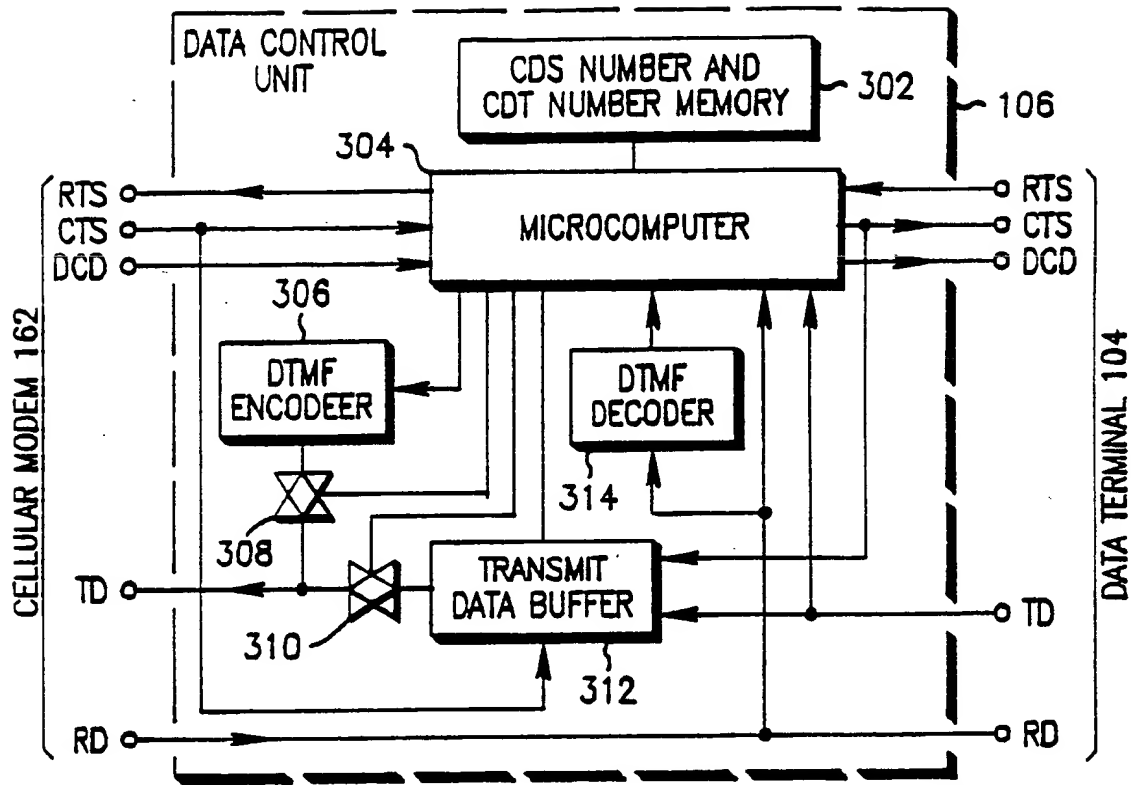 DATA CONTROL
UNIT
CDS NUMBER AND
CDT NUMBER MEMORY
302
106
304
MICROCOMPUTER
RTS
CTS
DCD
RTS
CTS
DCD
306
DTMF
ENCODEER
DTMF
DECODER
314
308
CELLULAR MODEM 162
DATA TERMINAL 104
TRANSMIT
DATA BUFFER
TD
TD
310
312
RD
RD